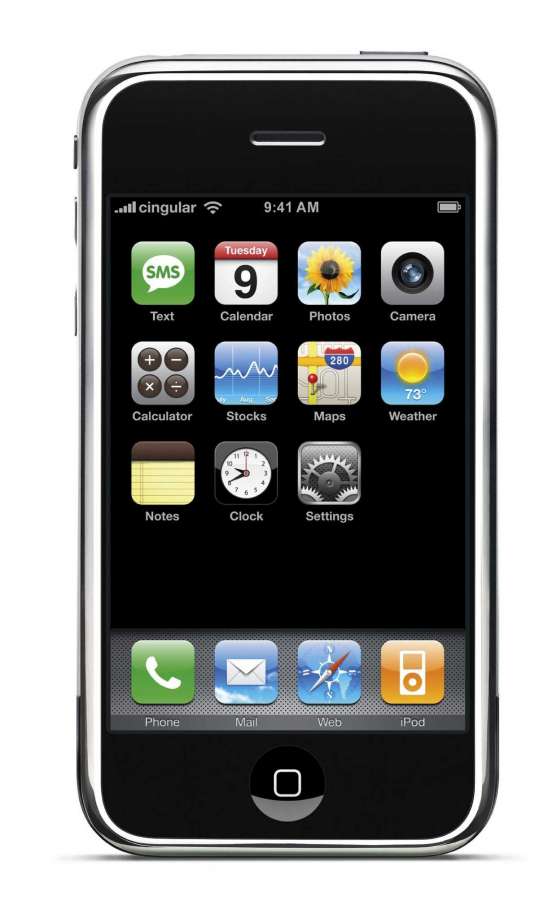 cingular 9:41 AM
SMS
Tuesday
9
Text Calendar Photos Camera
280
73°
Calculator Stocks Maps Weather
Notes Clock Settings
Phone Mail Web iPod